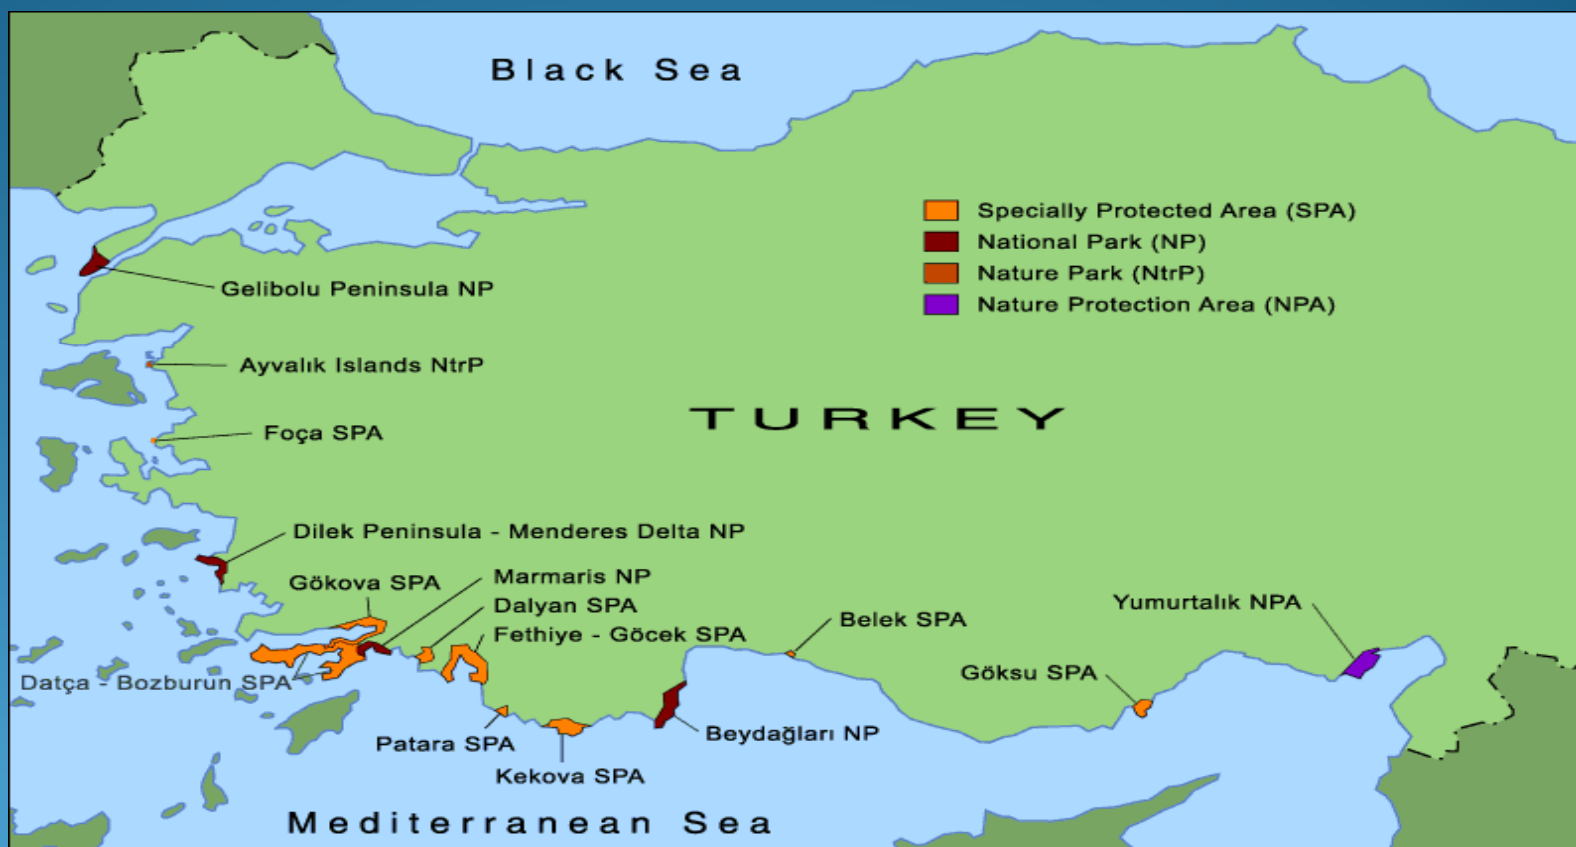 Black Sea
Specially Protected Area (SPA)
National Park (NP)
Nature Park (NtrP)
Nature Protection Area (NPA)
Gelibolu Peninsula NP
Ayvalık Islands NtrP
TURKEY
Foça SPA
Dilek Peninsula - Menderes Delta NP
Gökova SPA
Marmaris NP
Dalyan SPA
Fethiye - Göcek SPA
Belek SPA
Yumurtalık NPA
Göksu SPA
Datça - Bozburun SPA
Patara SPA
Beydağları NP
Kekova SPA
Mediterranean Sea